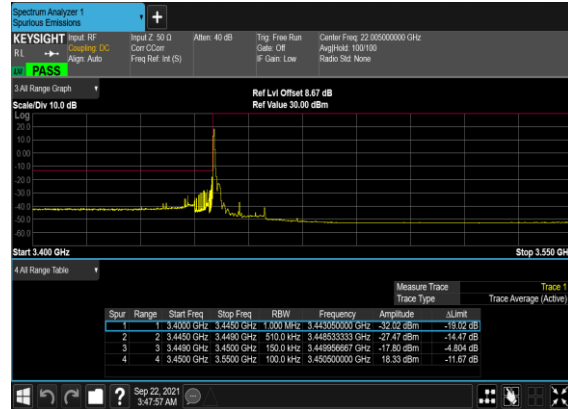 Spectrum Analyzer 1
Spurious Emissions
KEYSIGHT Input: RF Input Z: 50 Ω Atten: 40 dB Trig: Free Run Center Freq: 22.005000000 GHz
RL Coupling: DC Corr CCorr Gate: Off Avg|Hold: 100/100
Align: Auto Freq Ref: Int (S) IF Gain: Low Radio Std: None
LM PASS
3 All Range Graph
Ref Lvl Offset 8.67 dB
Scale/Div 10.0 dB Ref Value 30.00 dBm
Log
20.0
10.0
0.00
-10.0
-20.0
-30.0
-40.0
-50.0
-60.0
Start 3.400 GHz Stop 3.550 GH
4 All Range Table
Measure Trace Trace 1
Trace Type Trace Average (Active)
Spur Range Start Freq Stop Freq RBW Frequency Amplitude ΔLimit
1 1 3.4000 GHz 3.4450 GHz 1.000 MHz 3.443050000 GHz -32.02 dBm -19.02 dB
2 2 3.4450 GHz 3.4490 GHz 510.0 kHz 3.448533333 GHz -27.47 dBm -14.47 dB
3 3 3.4490 GHz 3.4500 GHz 150.0 kHz 3.449956667 GHz -17.80 dBm -4.804 dB
4 4 3.4500 GHz 3.5500 GHz 100.0 kHz 3.450500000 GHz 18.33 dBm -11.67 dB
? Sep 22, 2021
3:47:57 AM